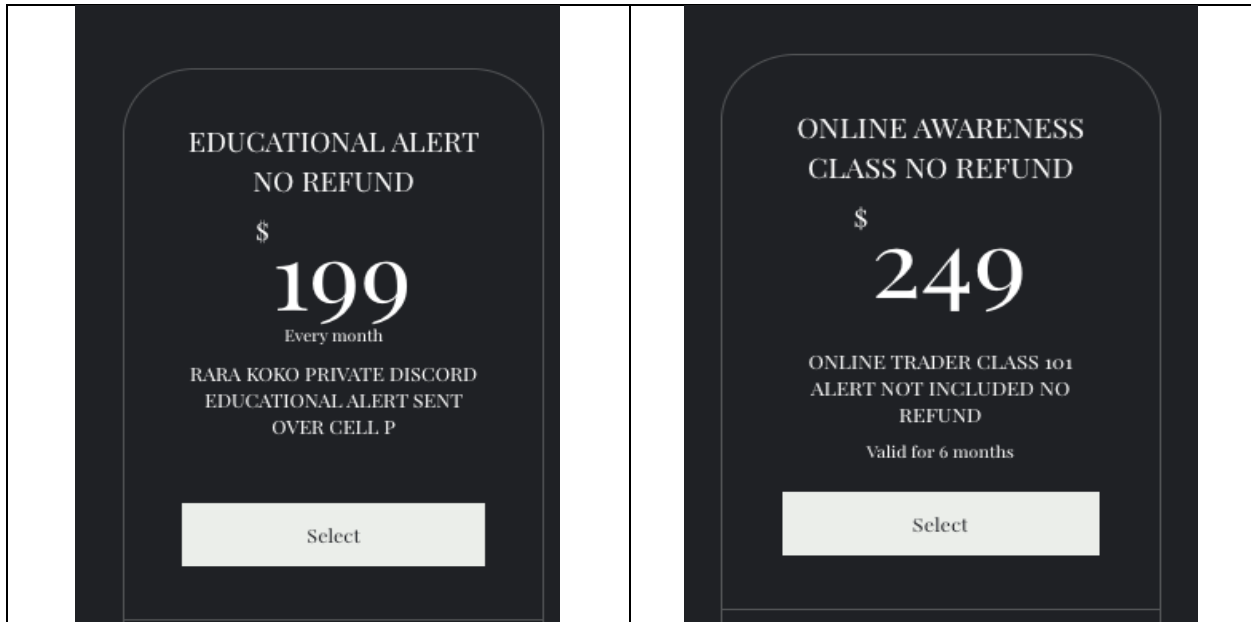 EDUCATIONAL ALERT
NO REFUND
$
199
Every month
RARA KOKO PRIVATE DISCORD
EDUCATIONAL ALERT SENT
OVER CELL P
Select
ONLINE AWARENESS
CLASS NO REFUND
$
249
ONLINE TRADER CLASS 101
ALERT NOT INCLUDED NO
REFUND
Valid for 6 months
Select